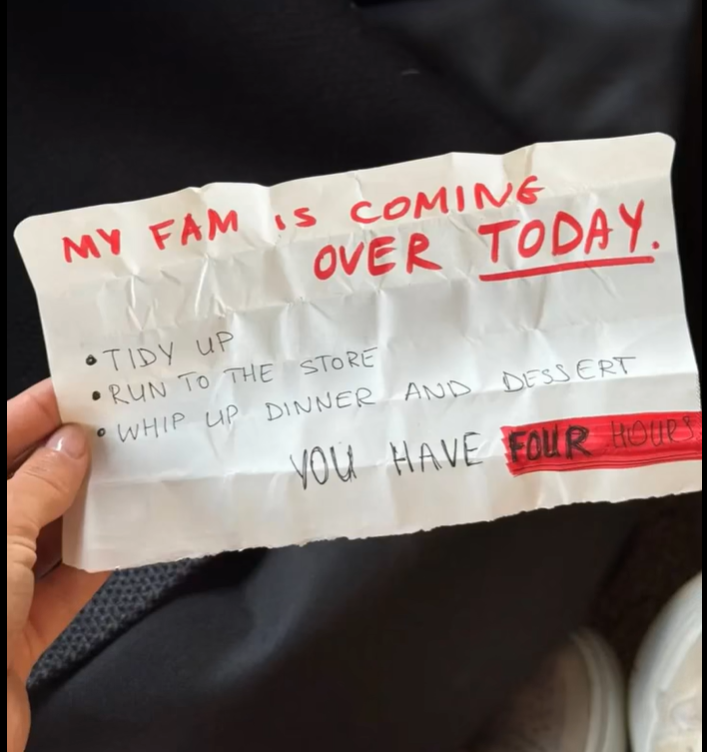 MY FAM IS COMING
OVER TODAY.
• TIDY UP
• RUN TO THE STORE
• WHIP UP DINNER AND DESSERT
YOU HAVE FOUR HOURS